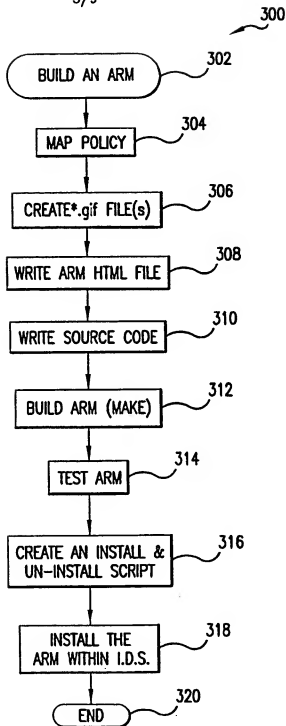 300
BUILD AN ARM
302
MAP POLICY
304
CREATE*.gif FILE(s)
306
WRITE ARM HTML FILE
308
WRITE SOURCE CODE
310
BUILD ARM (MAKE)
312
TEST ARM
314
CREATE AN INSTALL &
UN-INSTALL SCRIPT
316
INSTALL THE
ARM WITHIN I.D.S.
318
END
320